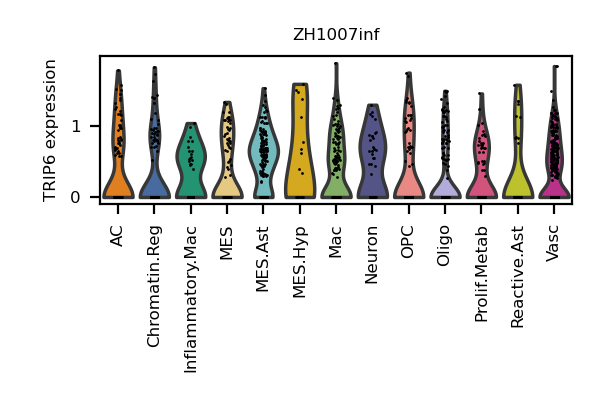 ZH1007inf
TRIP6 expression
1
0
AC
Chromatin.Reg
Inflammatory.Mac
MES
MES.Ast
MES.Hyp
Mac
Neuron
OPC
Oligo
Prolif.Metab
Reactive.Ast
Vasc